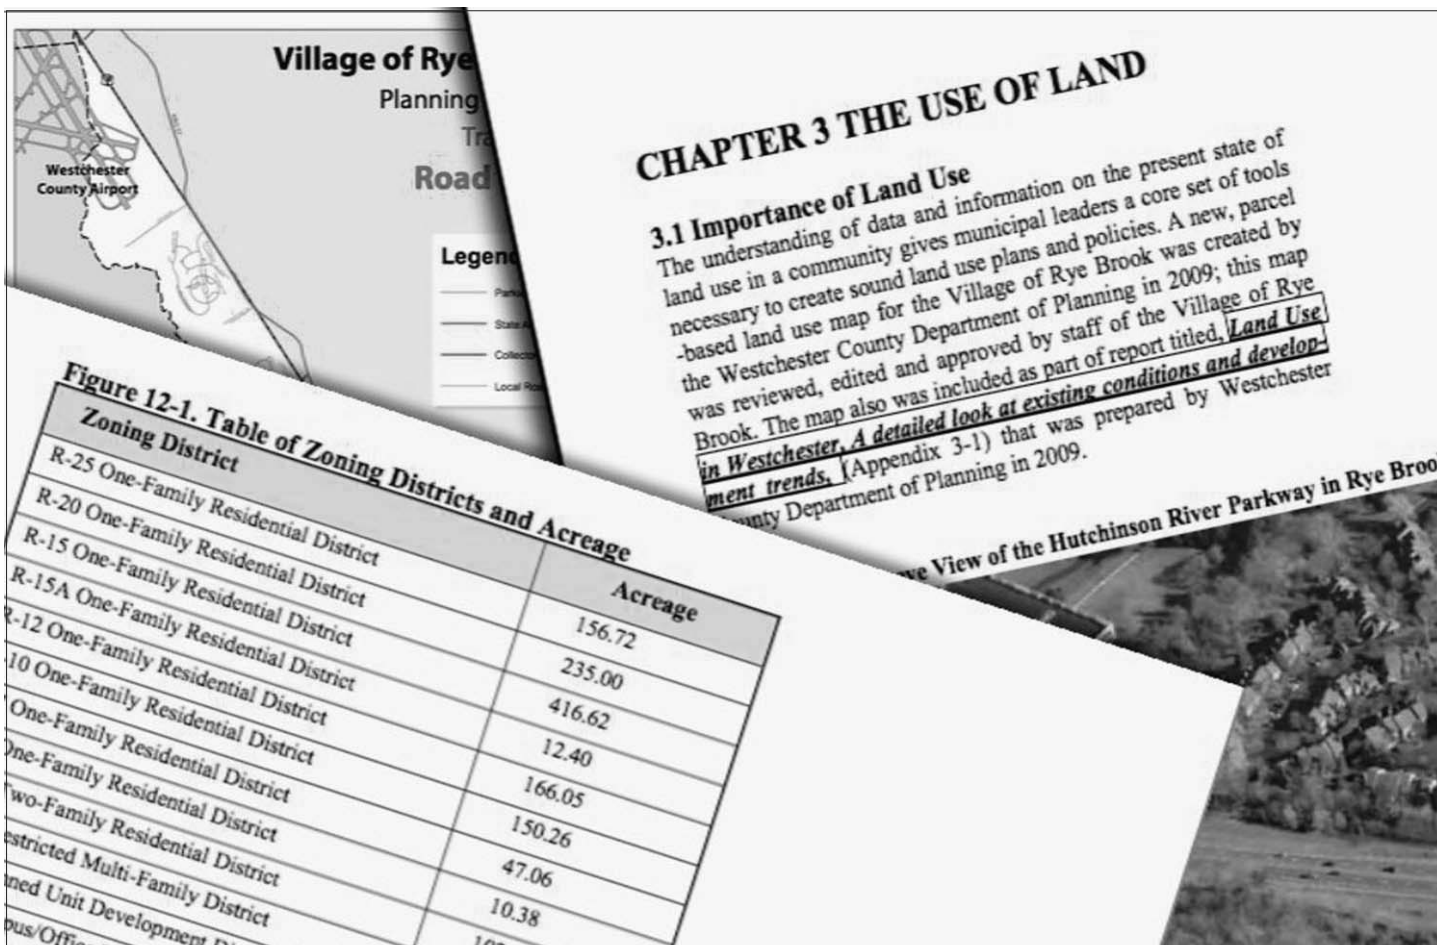 Village of Rye
Planning
Tra
Road
Westchester
County Airport
Legend
State
Collector
Local Roa
CHAPTER 3 THE USE OF LAND
3.1 Importance of Land Use
The understanding of data and information on the present state of
land use in a community gives municipal leaders a core set of tools
necessary to create sound land use plans and policies. A new, parcel
-based land use map for the Village of Rye Brook was created by
the Westchester County Department of Planning in 2009; this map
was reviewed, edited and approved by staff of the Village of Rye
Brook. The map also was included as part of report titled, Land Use
in Westchester, A detailed look at existing conditions and develop-
ment trends, (Appendix 3-1) that was prepared by Westchester
unty Department of Planning in 2009.
ve View of the Hutchinson River Parkway in Rye Broo
Figure 12-1. Table of Zoning Districts and Acreage
Zoning District Acreage
R-25 One-Family Residential District 156.72
R-20 One-Family Residential District 235.00
R-15 One-Family Residential District 416.62
R-15A One-Family Residential District 12.40
R-12 One-Family Residential District 166.05
-10 One-Family Residential District 150.26
One-Family Residential District 47.06
One-Family Residential District 10.38
Two-Family Residential District
estricted Multi-Family District
ned Unit Development Di
pus/Office